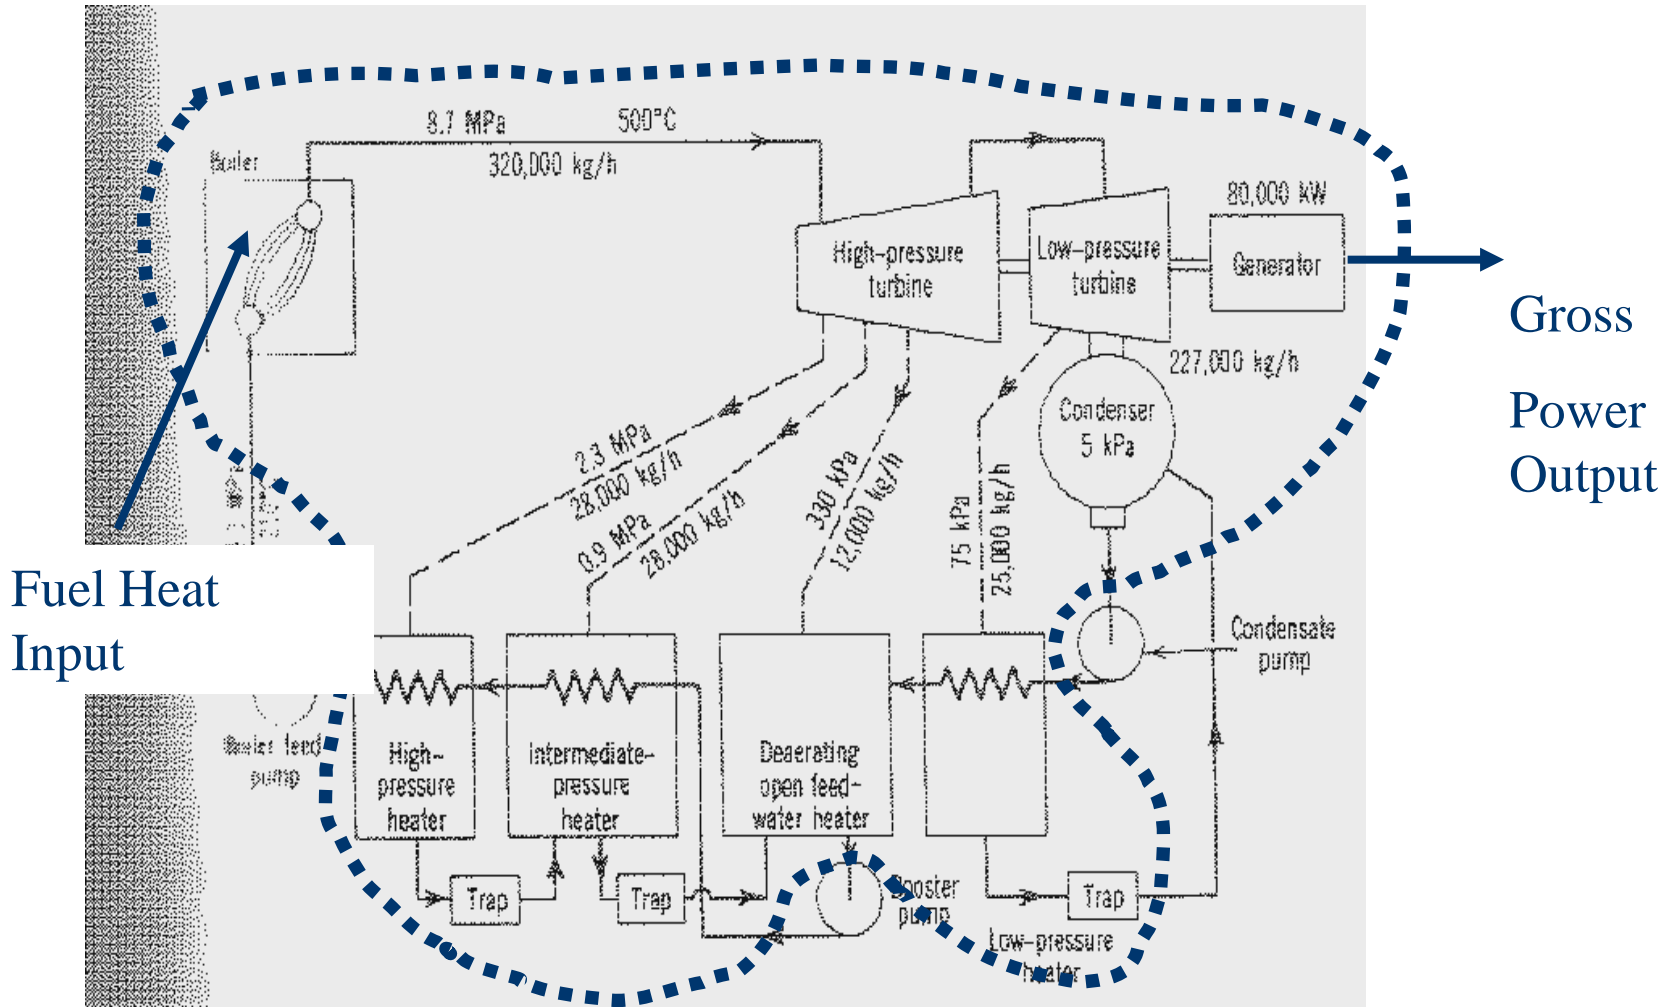 8.7 MPa
500°C
320,000 kg/h
Boiler
80,000 kW
High-pressure
turbine
Low-pressure
turbine
Generator
Gross
Power
Output
227,000 kg/h
Condenser
5 kPa
2.3 MPa
28,000 kg/h
0.9 MPa
28,000 kg/h
330 kPa
12,000 kg/h
75 kPa
25,000 kg/h
Fuel Heat
Input
Condensate
pump
Boiler feed
pump
High-
pressure
heater
Intermediate-
pressure
heater
Deaerating
open feed-
water heater
Trap
Trap
Booster
pump
Trap
Low-pressure
heater